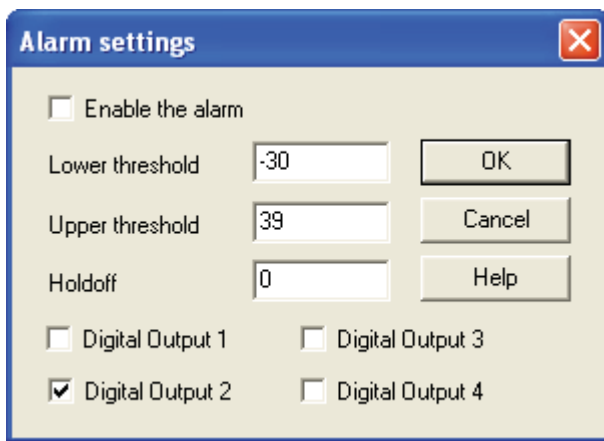 Alarm settings
Enable the alarm
Lower threshold -30 OK
Upper threshold 39 Cancel
Holdoff 0 Help
Digital Output 1 Digital Output 3
Digital Output 2 Digital Output 4